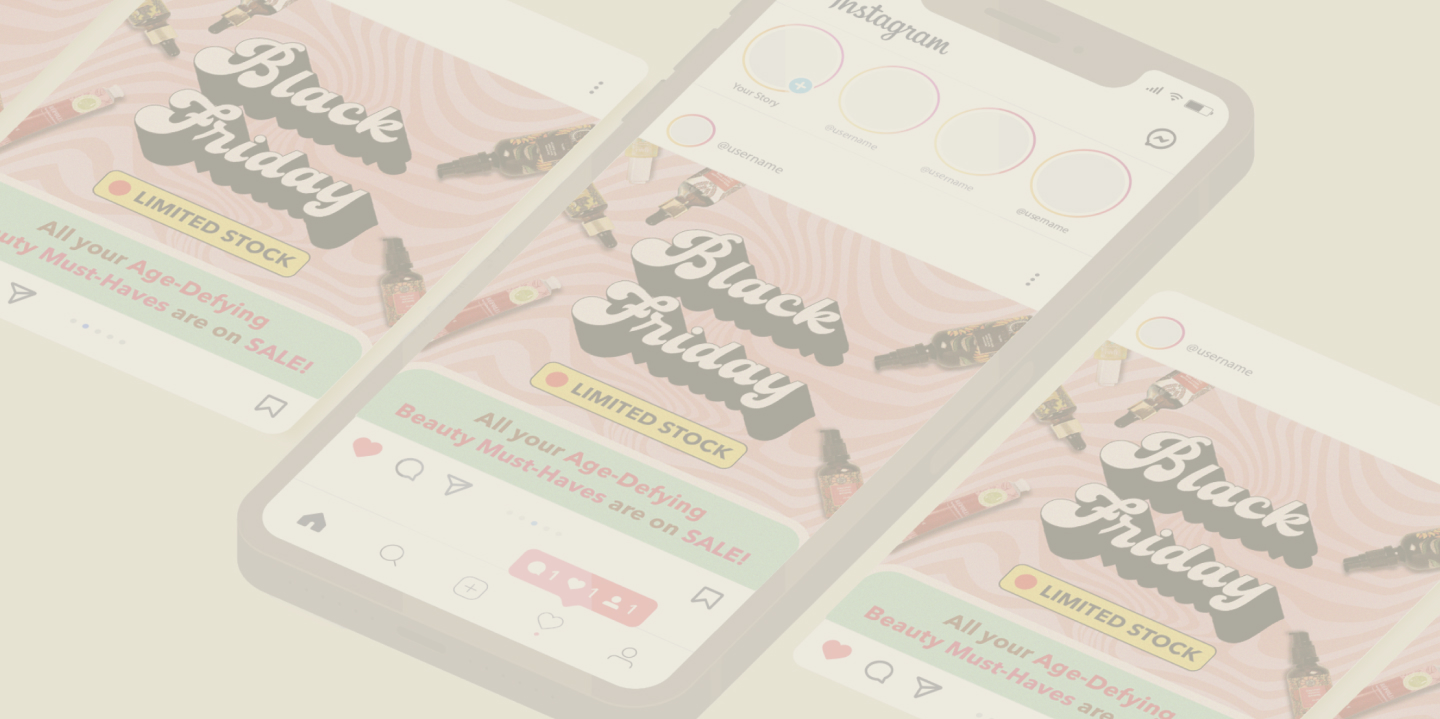 Black
Friday
LIMITED STOCK
All your Age-Defying
Beauty Must-Haves are on SALE!
Instagram
Your Story
@username
@username
@username
@username
Black
Friday
LIMITED STOCK
All your Age-Defying
Beauty Must-Haves are on SALE!
1
1
1
@username
Black
Friday
LIMITED STOCK
All your Age-Defying
Beauty Must-Haves are on SALE!